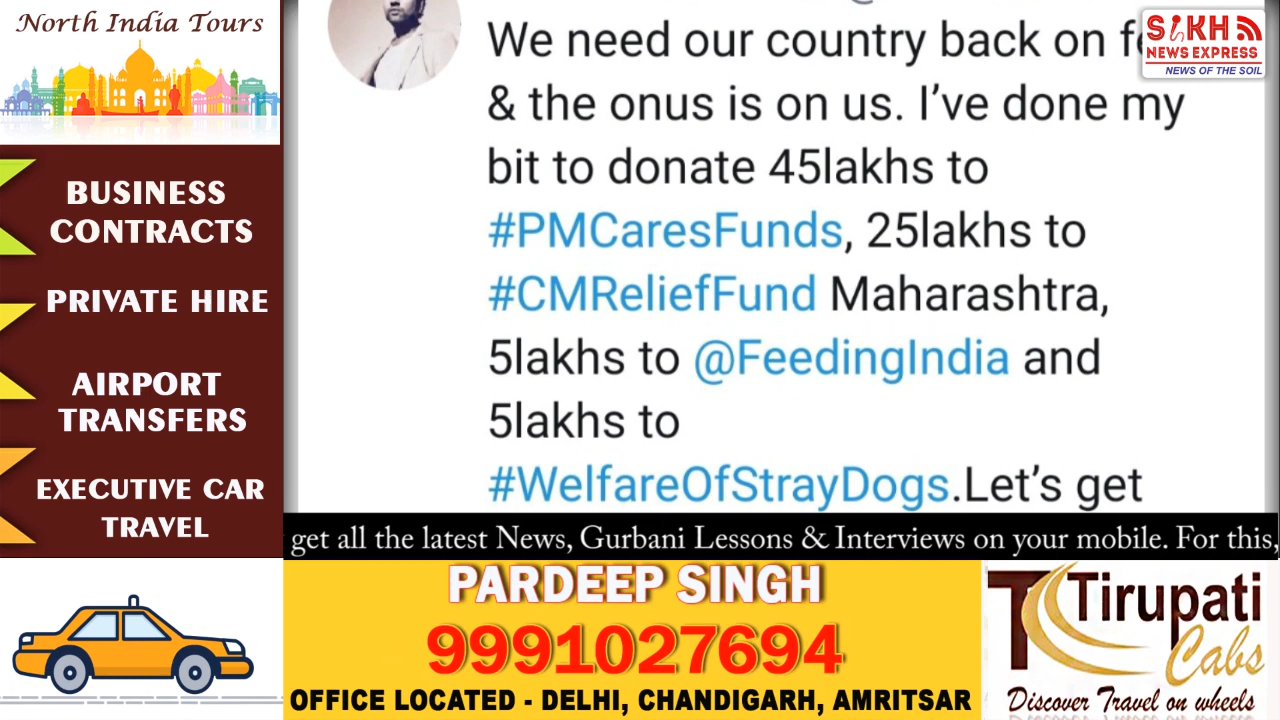 North India Tours
BUSINESS
CONTRACTS
PRIVATE HIRE
AIRPORT
TRANSFERS
EXECUTIVE CAR
TRAVEL
We need our country back on
& the onus is on us. I've done my
bit to donate 45lakhs to
#PMCaresFunds, 25lakhs to
#CMReliefFund Maharashtra,
5lakhs to @FeedingIndia and
5lakhs to
#WelfareOfStrayDogs.Let's get
SIKH
NEWS EXPRESS
NEWS OF THE SOIL
get all the latest News, Gurbani Lessons & Interviews on your mobile. For this,
PARDEEP SINGH
9991027694
OFFICE LOCATED - DELHI, CHANDIGARH, AMRITSAR
TC Tirupati
Cabs
Discover Travel on wheels